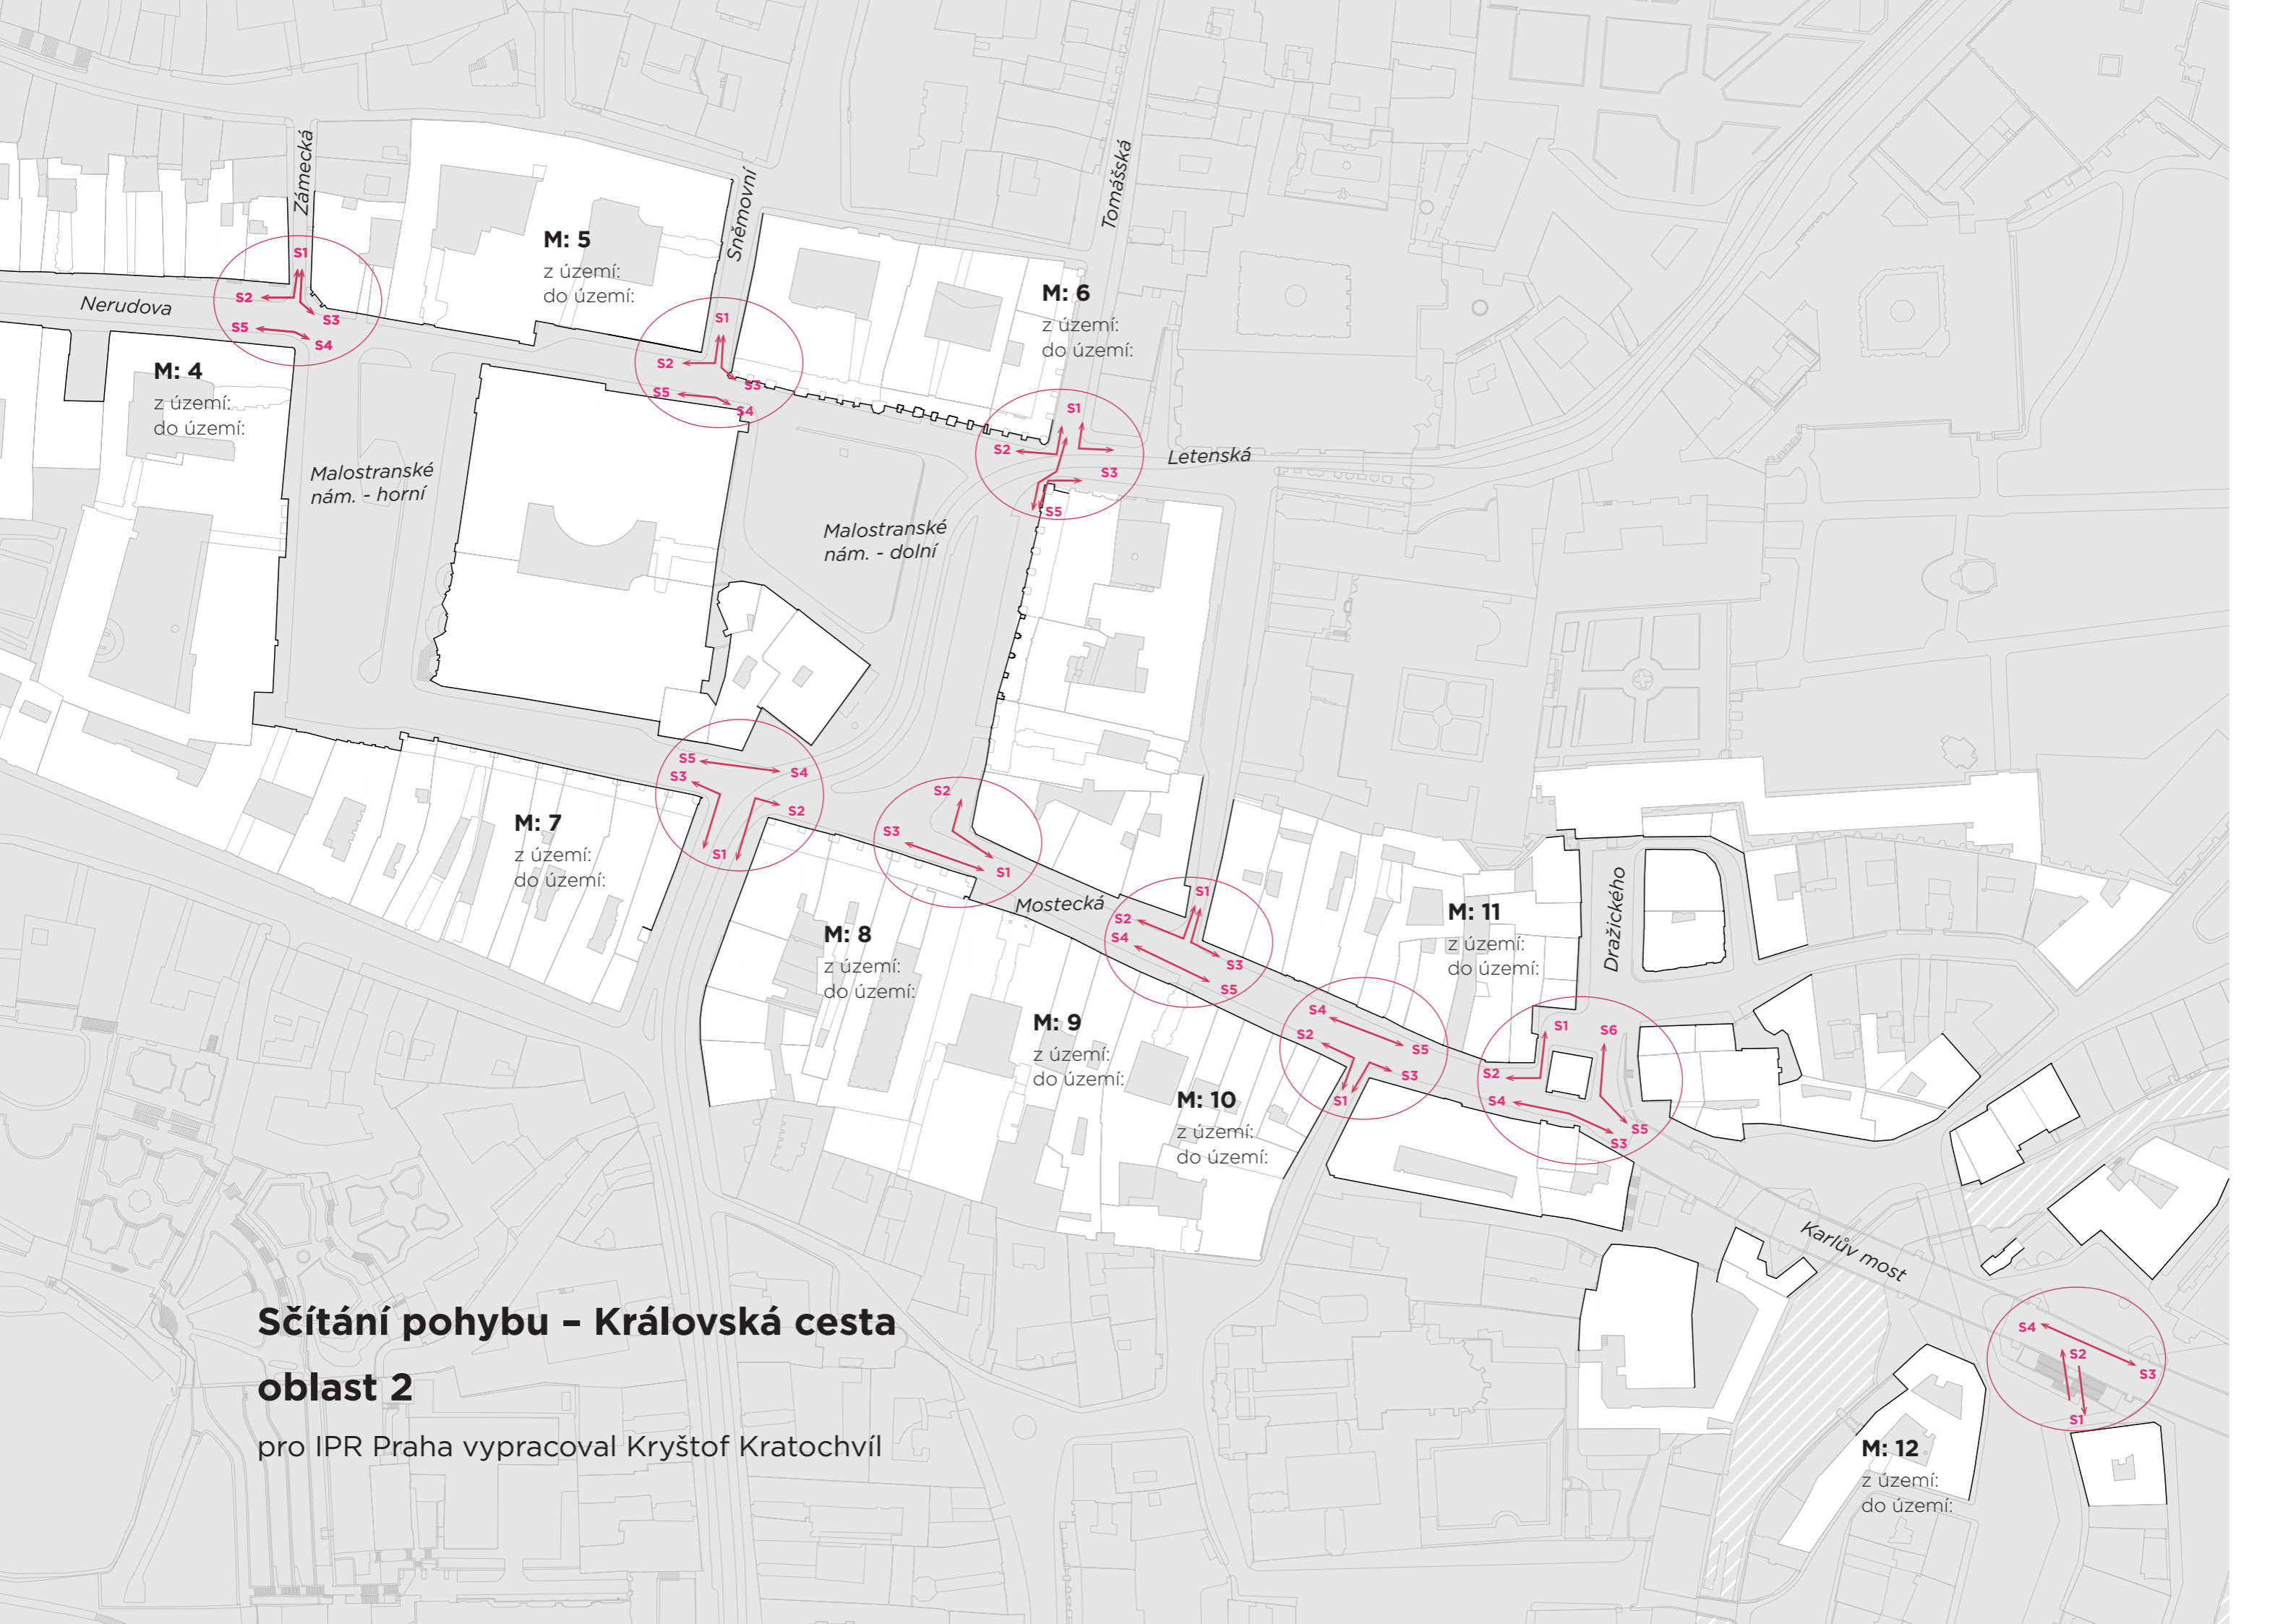 Zámecká
Sněmovní
Tomášská
M: 5
z území:
do území:
S1
S2
S3
S5
S4
Nerudova
M: 6
z území:
do území:
S1
S2
S3
S5
S4
M: 4
z území:
do území:
S1
S2
S3
S5
Letenská
Malostranské
nám. - horní
Malostranské
nám. - dolní
S5
S4
S3
S2
S1
M: 7
z území:
do území:
S2
S3
S1
Mostecká
M: 8
z území:
do území:
S1
S2
S4
S3
S5
M: 11
z území:
do území:
Dražického
M: 9
z území:
do území:
S4
S2
S5
S3
S1
M: 10
z území:
do území:
S1
S6
S2
S4
S5
S3
Karlův most
S4
S2
S3
S1
M: 12
z území:
do území:
Sčítání pohybu – Královská cesta
oblast 2
pro IPR Praha vypracoval Kryštof Kratochvíl